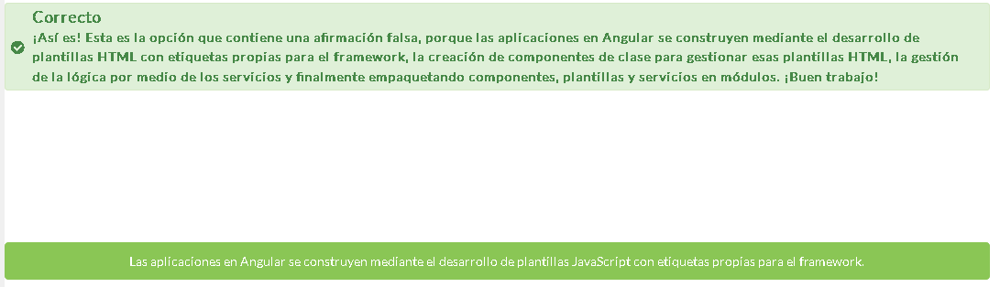 Correcto
¡Así es! Esta es la opción que contiene una afirmación falsa, porque las aplicaciones en Angular se construyen mediante el desarrollo de
plantillas HTML con etiquetas propias para el framework, la creación de componentes de clase para gestionar esas plantillas HTML, la gestión
de la lógica por medio de los servicios y finalmente empaquetando componentes, plantillas y servicios en módulos. ¡Buen trabajo!
Las aplicaciones en Angular se construyen mediante el desarrollo de plantillas JavaScript con etiquetas propias para el framework.